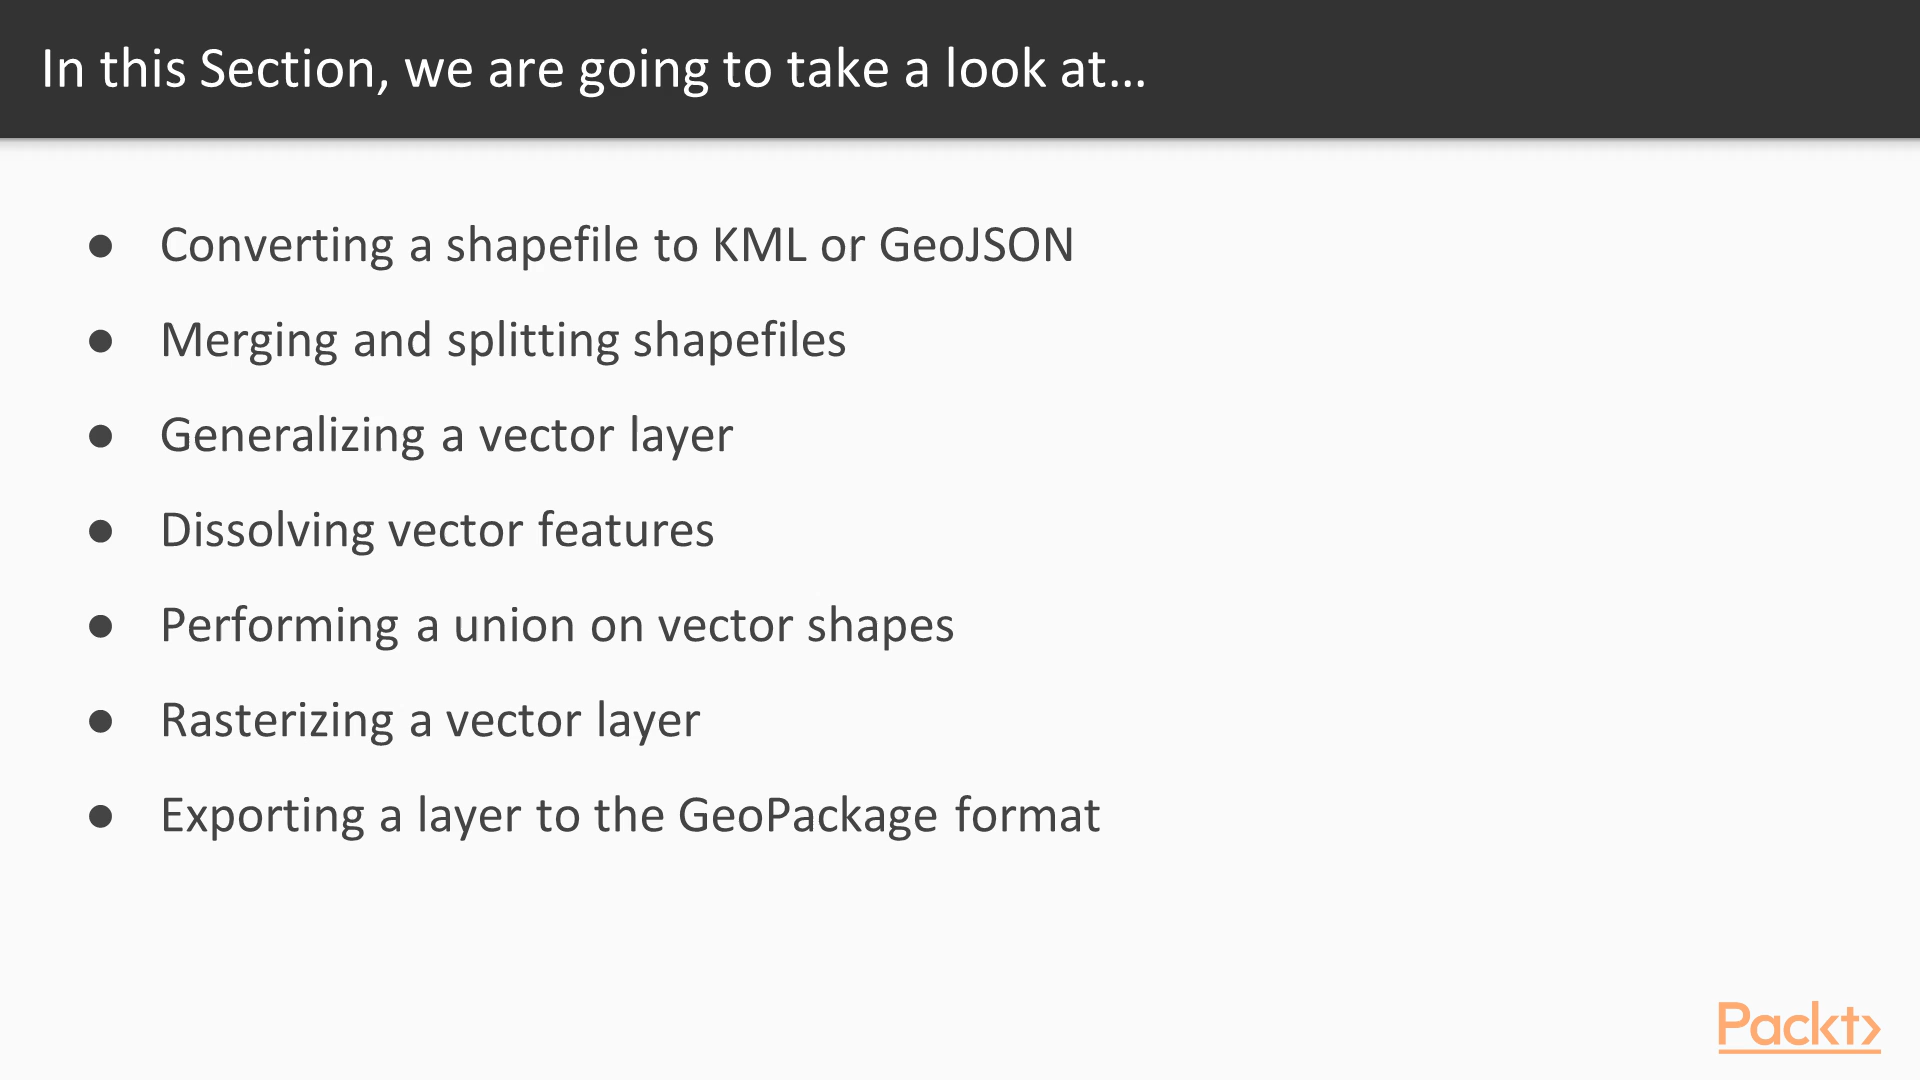 In this Section, we are going to take a look at...
● Converting a shapefile to KML or GeoJSON
● Merging and splitting shapefiles
● Generalizing a vector layer
● Dissolving vector features
● Performing a union on vector shapes
● Rasterizing a vector layer
● Exporting a layer to the GeoPackage format
Packt>